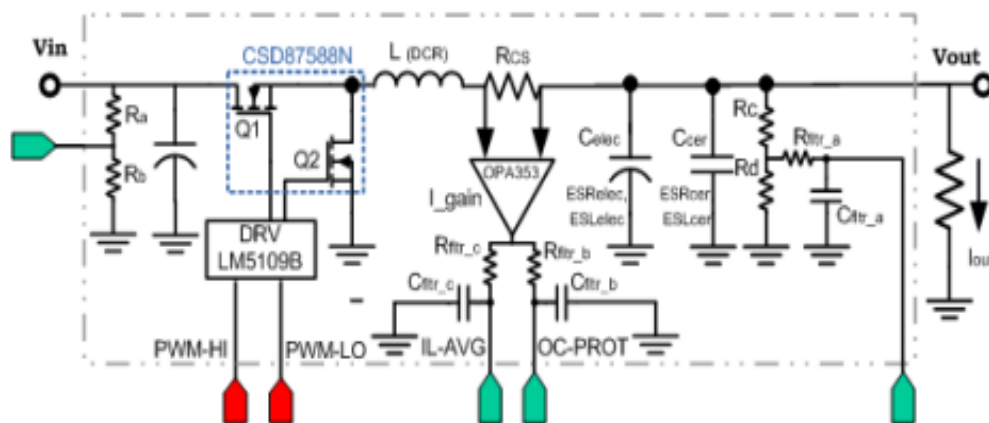 Vin
CSD87588N
L (DCR)
RCS
Vout
Ra
Rb
Q1
Q2
DRV
LM5109B
OPA353
I_gain
Celec
ESRelec,
ESLelec
Ccer
ESRcer
ESLcer
Rc
Rd
Rfltr_a
Cfltr_a
Rfltr_c
Rfltr_b
Cfltr_c
Cfltr_b
PWM-HI
PWM-LO
IL-AVG
OC-PROT